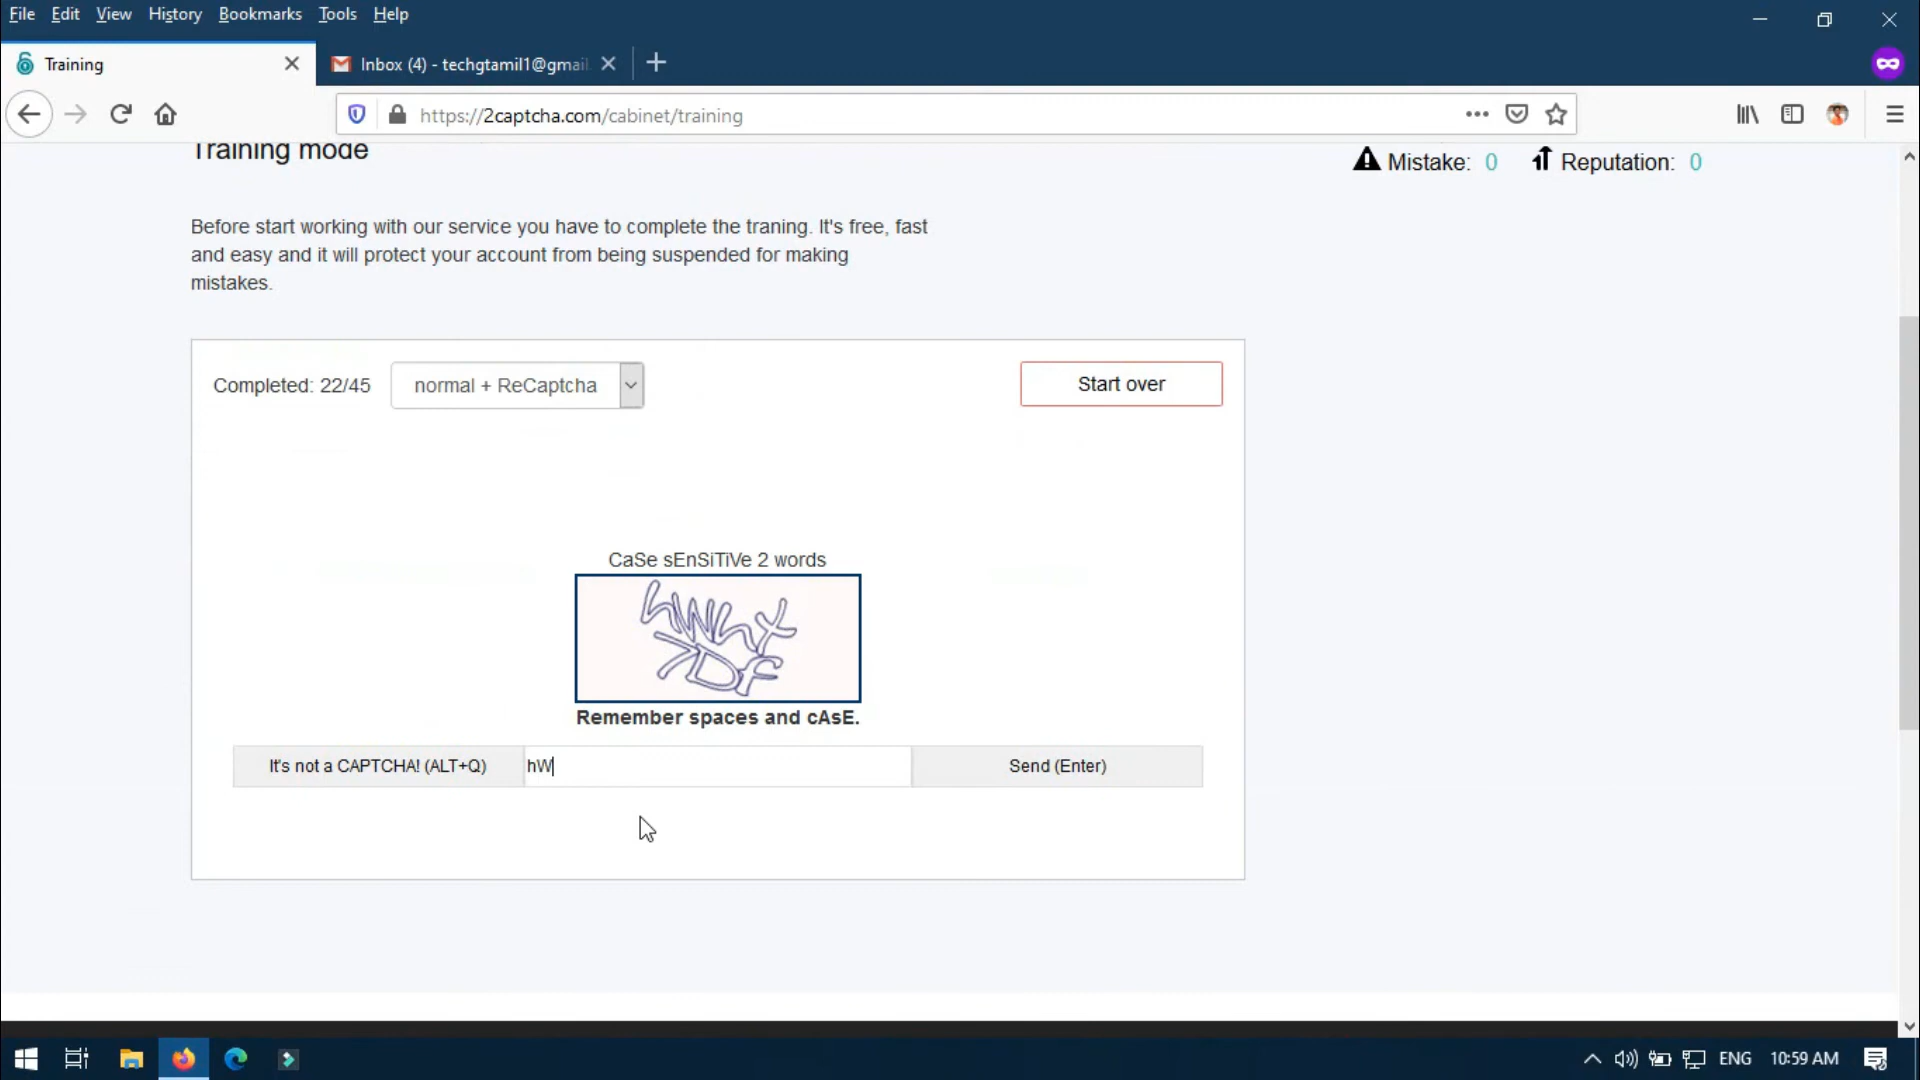 File Edit View History Bookmarks Tools Help
Training
Inbox (4) - techgtamil1@gmail
https://2captcha.com/cabinet/training
Training mode
Mistake: 0 Reputation: 0
Before start working with our service you have to complete the traning. It's free, fast
and easy and it will protect your account from being suspended for making
mistakes.
Completed: 22/45
normal + ReCaptcha
Start over
CaSe sEnSiTiVe 2 words
Remember spaces and cAsE.
It's not a CAPTCHA! (ALT+Q)
hW
Send (Enter)
ENG 10:59 AM